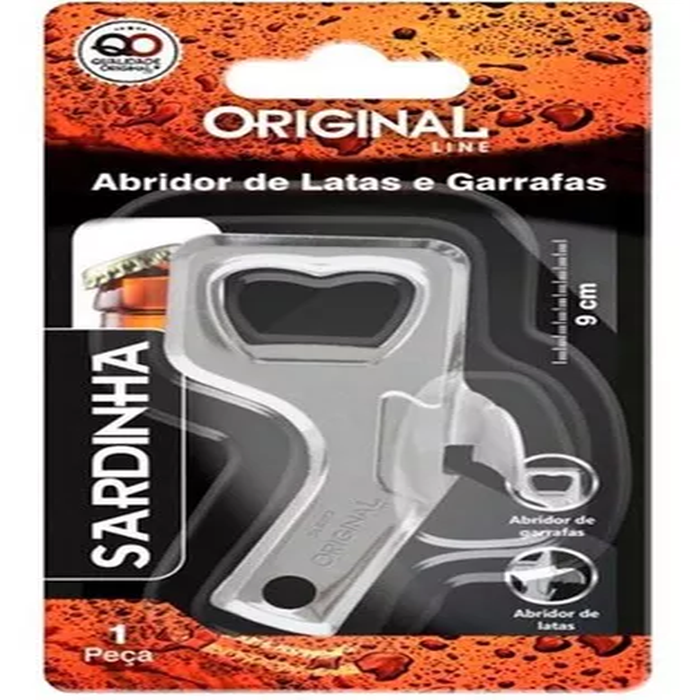 QO
QUALIDADE
ORIGINAL
ORIGINAL
LINE
Abridor de Latas e Garrafas
9 cm
SARDINHA
ORIGINAL
Abridor de
garrafas
Abridor de
latas
1
Peça